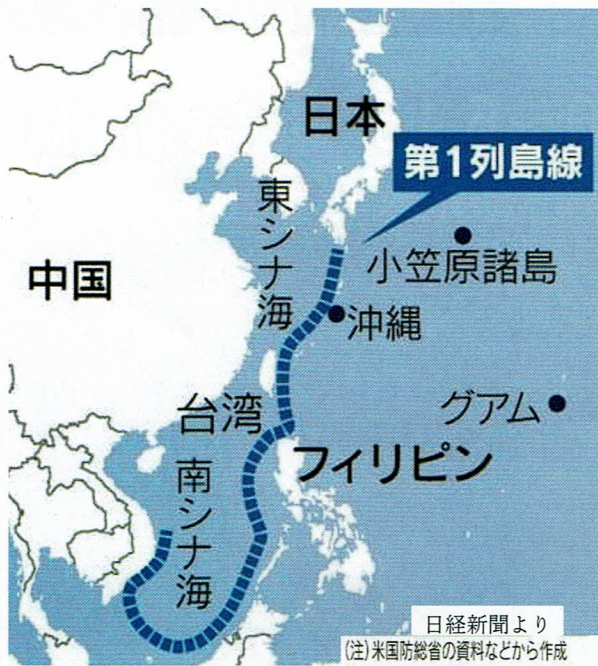 日本
第1列島線
東シナ海
小笠原諸島
中国
沖縄
台湾
グアム
フィリピン
南シナ海
日経新聞より
(注)米国防総省の資料などから作成